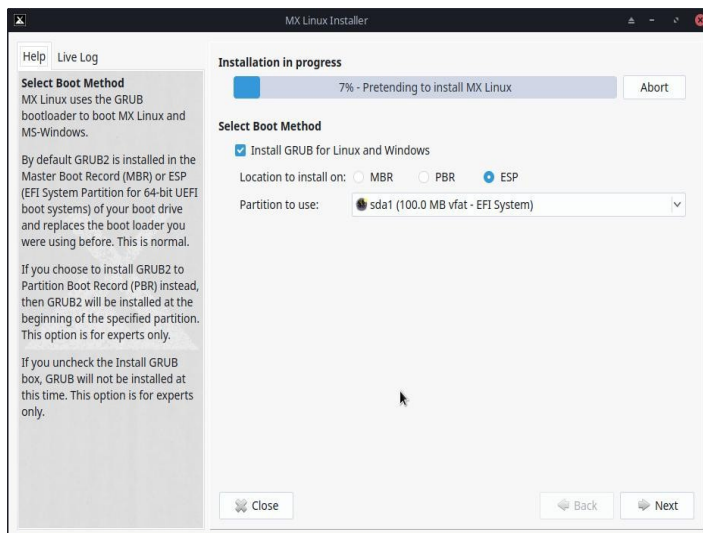 MX Linux Installer
Help
Live Log
Select Boot Method
MX Linux uses the GRUB
bootloader to boot MX Linux and
MS-Windows.
By default GRUB2 is installed in the
Master Boot Record (MBR) or ESP
(EFI System Partition for 64-bit UEFI
boot systems) of your boot drive
and replaces the boot loader you
were using before. This is normal.
If you choose to install GRUB2 to
Partition Boot Record (PBR) instead,
then GRUB2 will be installed at the
beginning of the specified partition.
This option is for experts only.
If you uncheck the Install GRUB
box, GRUB will not be installed at
this time. This option is for experts
only.
Installation in progress
7% - Pretending to install MX Linux
Abort
Select Boot Method
Install GRUB for Linux and Windows
Location to install on: MBR PBR ESP
Partition to use: sda1 (100.0 MB vfat - EFI System)
Close
Back
Next